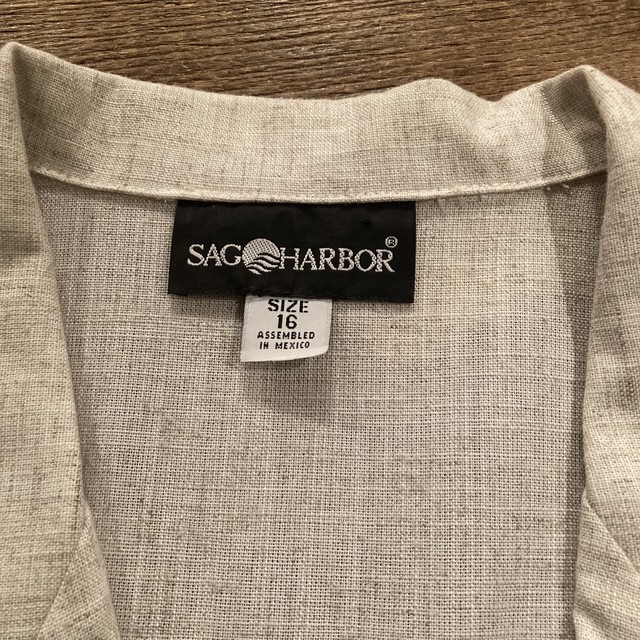 SAG HARBOR®
SIZE
16
ASSEMBLED
IN MEXICO